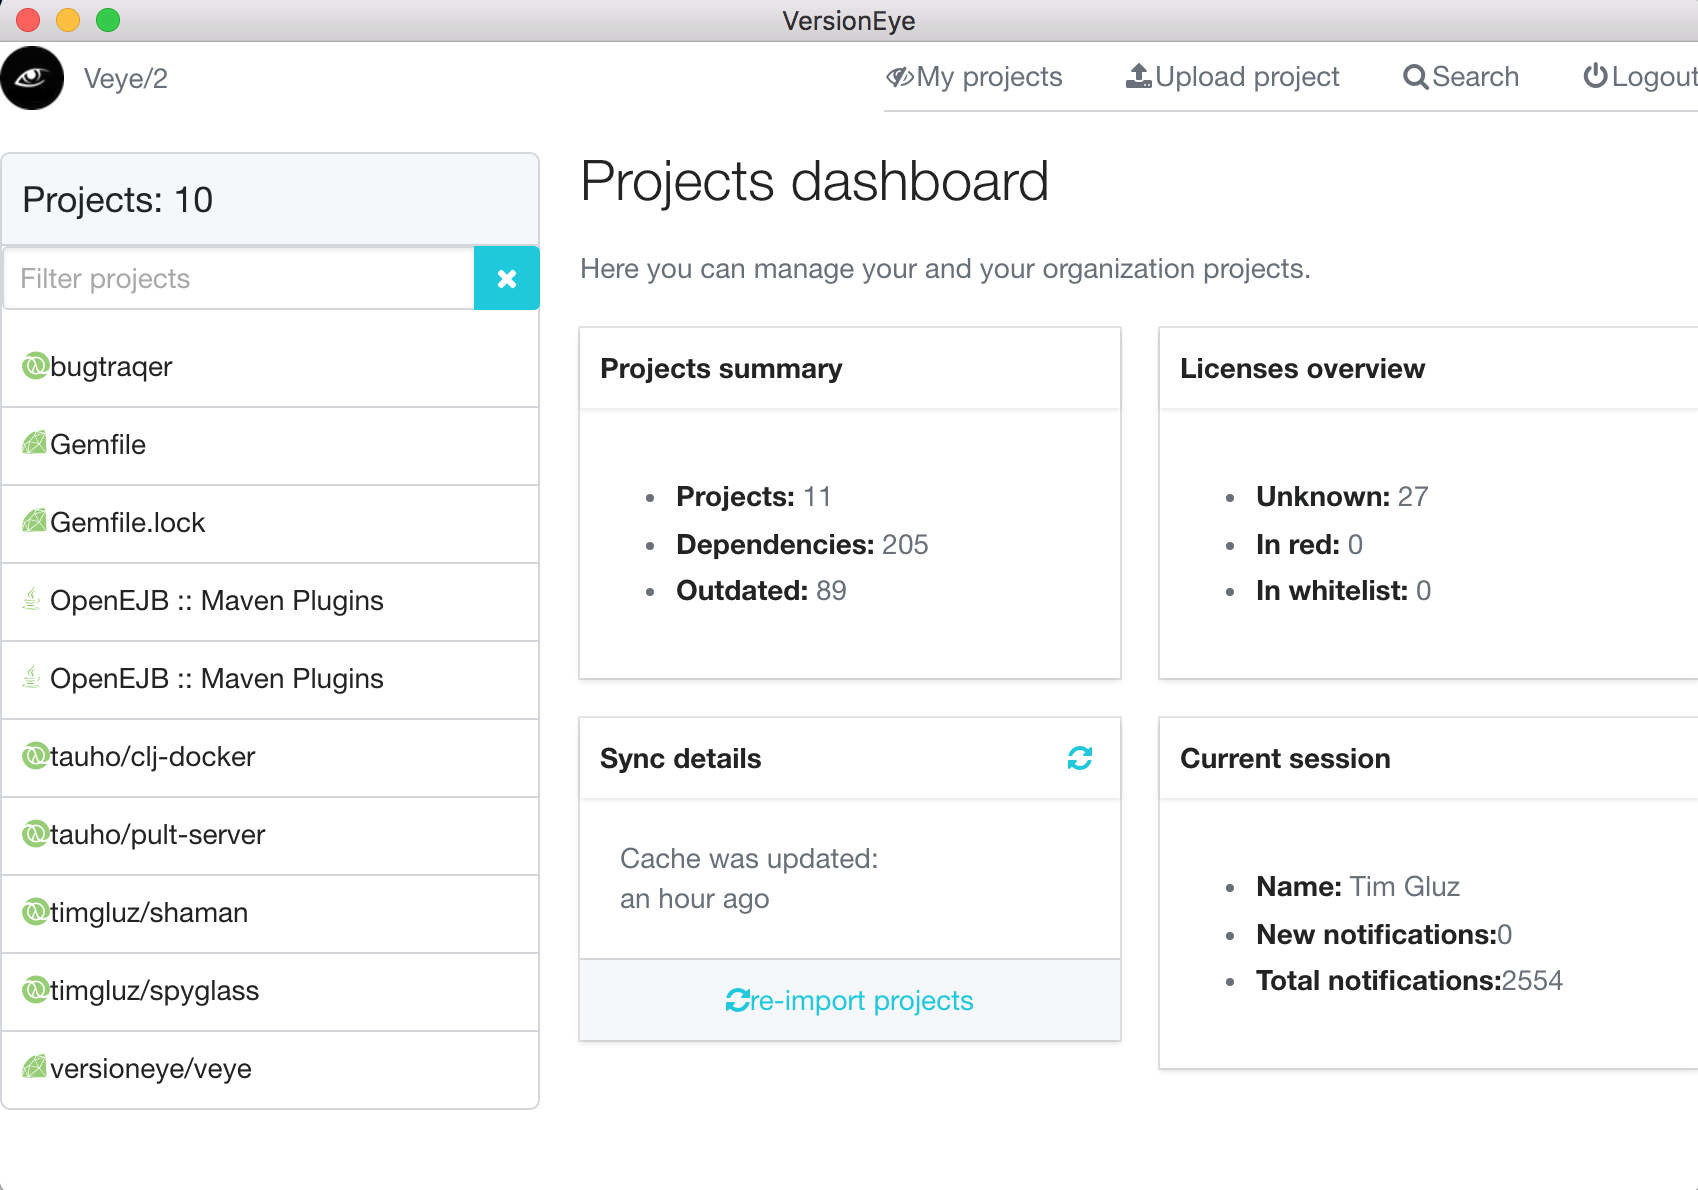 VersionEye
Veye/2
My projects
Upload project
Search
Logout
Projects: 10
Filter projects
bugtraqer
Gemfile
Gemfile.lock
OpenEJB :: Maven Plugins
OpenEJB :: Maven Plugins
tauho/clj-docker
tauho/pult-server
timgluz/shaman
timgluz/spyglass
versioneye/veye
Projects dashboard
Here you can manage your and your organization projects.
Projects summary
Projects: 11
Dependencies: 205
Outdated: 89
Licenses overview
Unknown: 27
In red: 0
In whitelist: 0
Sync details
Cache was updated:
an hour ago
re-import projects
Current session
Name: Tim Gluz
New notifications:0
Total notifications:2554